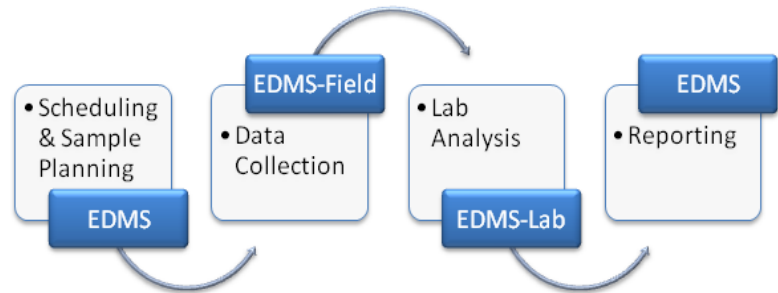 • Scheduling
& Sample
Planning
EDMS
EDMS-Field
• Data
Collection
• Lab
Analysis
EDMS-Lab
EDMS
• Reporting